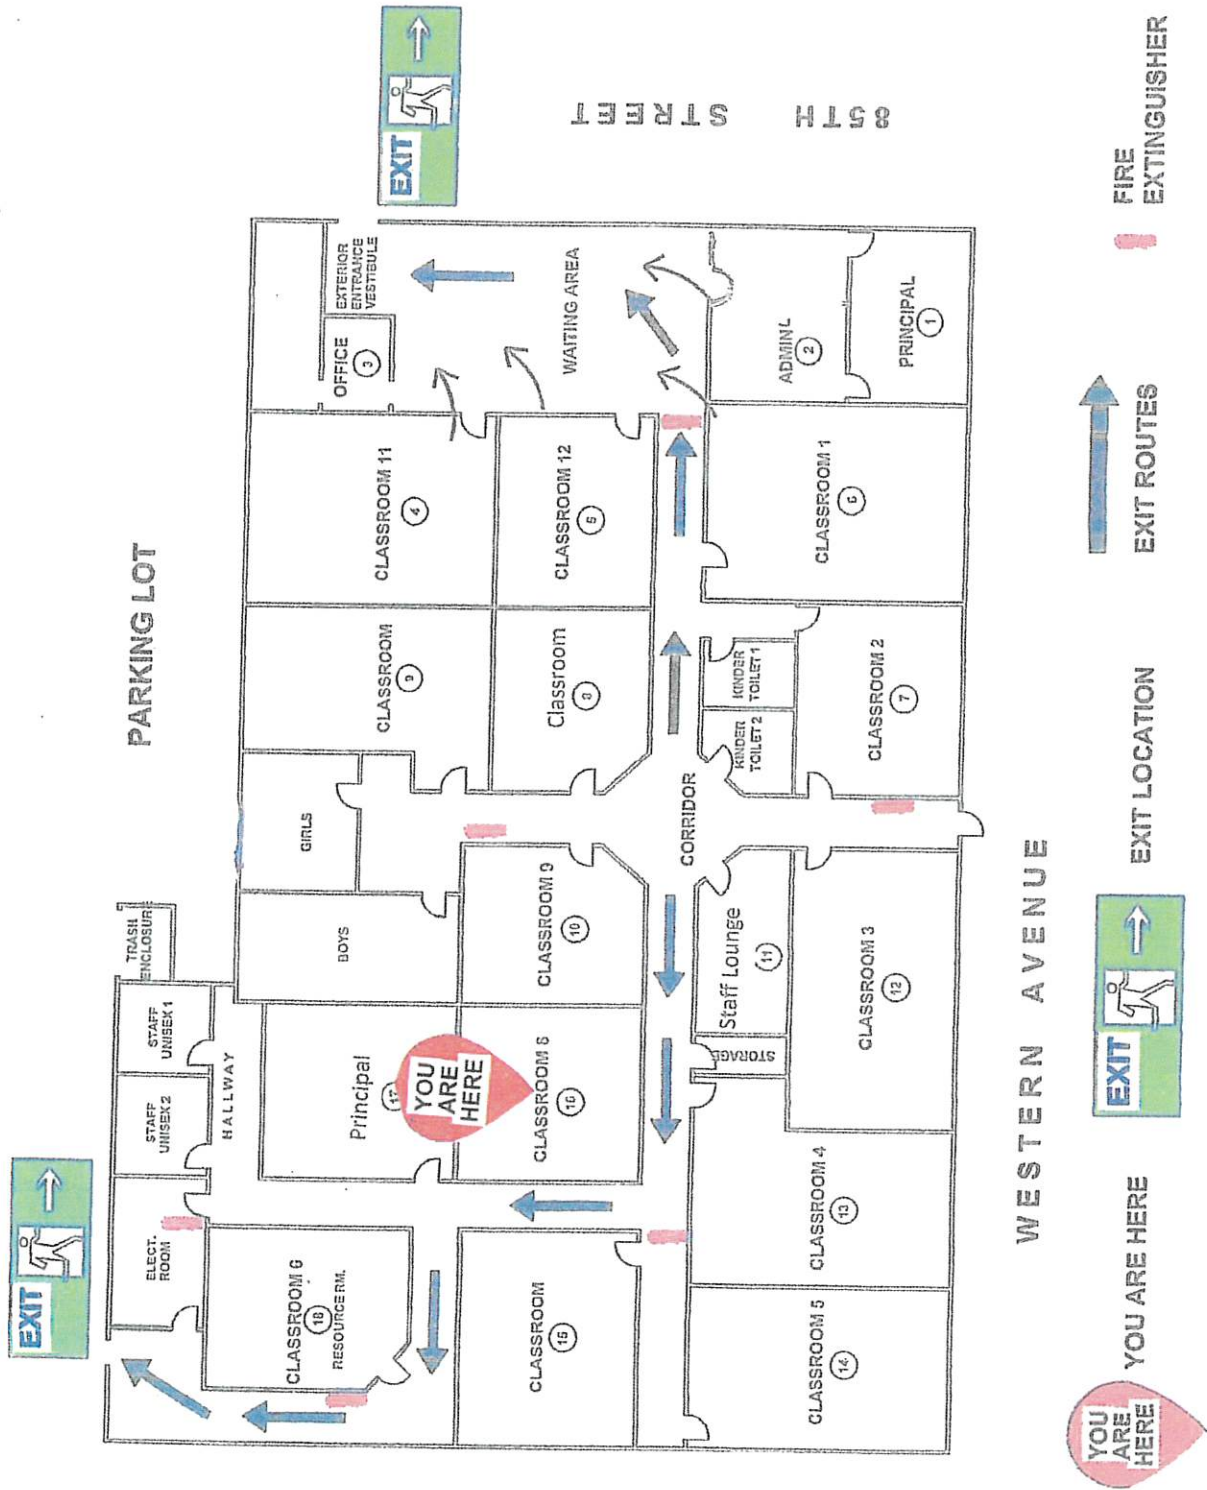 EXIT
85TH STREET
PARKING LOT
EXTERIOR
ENTRANCE
VESTIBULE
OFFICE
3
WAITING AREA
ADMIN
2
PRINCIPAL
1
CLASSROOM 11
4
CLASSROOM 12
5
CLASSROOM 1
6
CLASSROOM
9
Classroom
8
KINDER
TOILET 1
KINDER
TOILET 2
CLASSROOM 2
7
GIRLS
CORRIDOR
BOYS
CLASSROOM 9
10
Staff Lounge
11
CLASSROOM 3
12
TRASH
ENCLOSUR
STAFF
UNISEX 1
STAFF
UNISEX 2
HALLWAY
Principal
17
YOU
ARE
HERE
CLASSROOM 8
16
STORAGE
CLASSROOM 4
13
EXIT
ELECT.
ROOM
CLASSROOM 6
18
RESOURCE RM.
CLASSROOM
15
CLASSROOM 5
14
WESTERN AVENUE
YOU
ARE
HERE
YOU ARE HERE
EXIT
EXIT LOCATION
EXIT ROUTES
FIRE
EXTINGUISHER